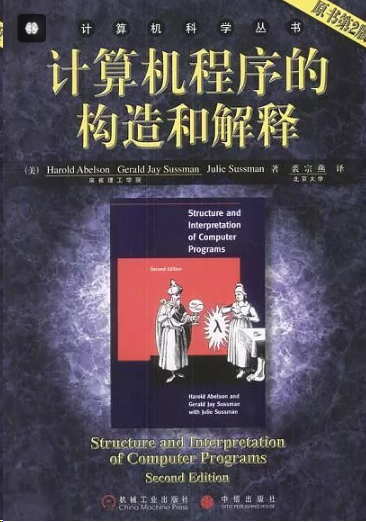 计算机科学丛书
原书第2版
计算机程序的
构造和解释
(美) Harold Abelson Gerald Jay Sussman Julie Sussman 著 裘宗燕 译
麻省理工学院 北京大学
Structure and
Interpretation
of Computer
Programs
Second Edition
λ
Harold Abelson and
Gerald Jay Sussman
with Julie Sussman
Structure and Interpretation
of Computer Programs
Second Edition
机械工业出版社
China Machine Press
中信出版社
CITIC PUBLISHING HOUSE